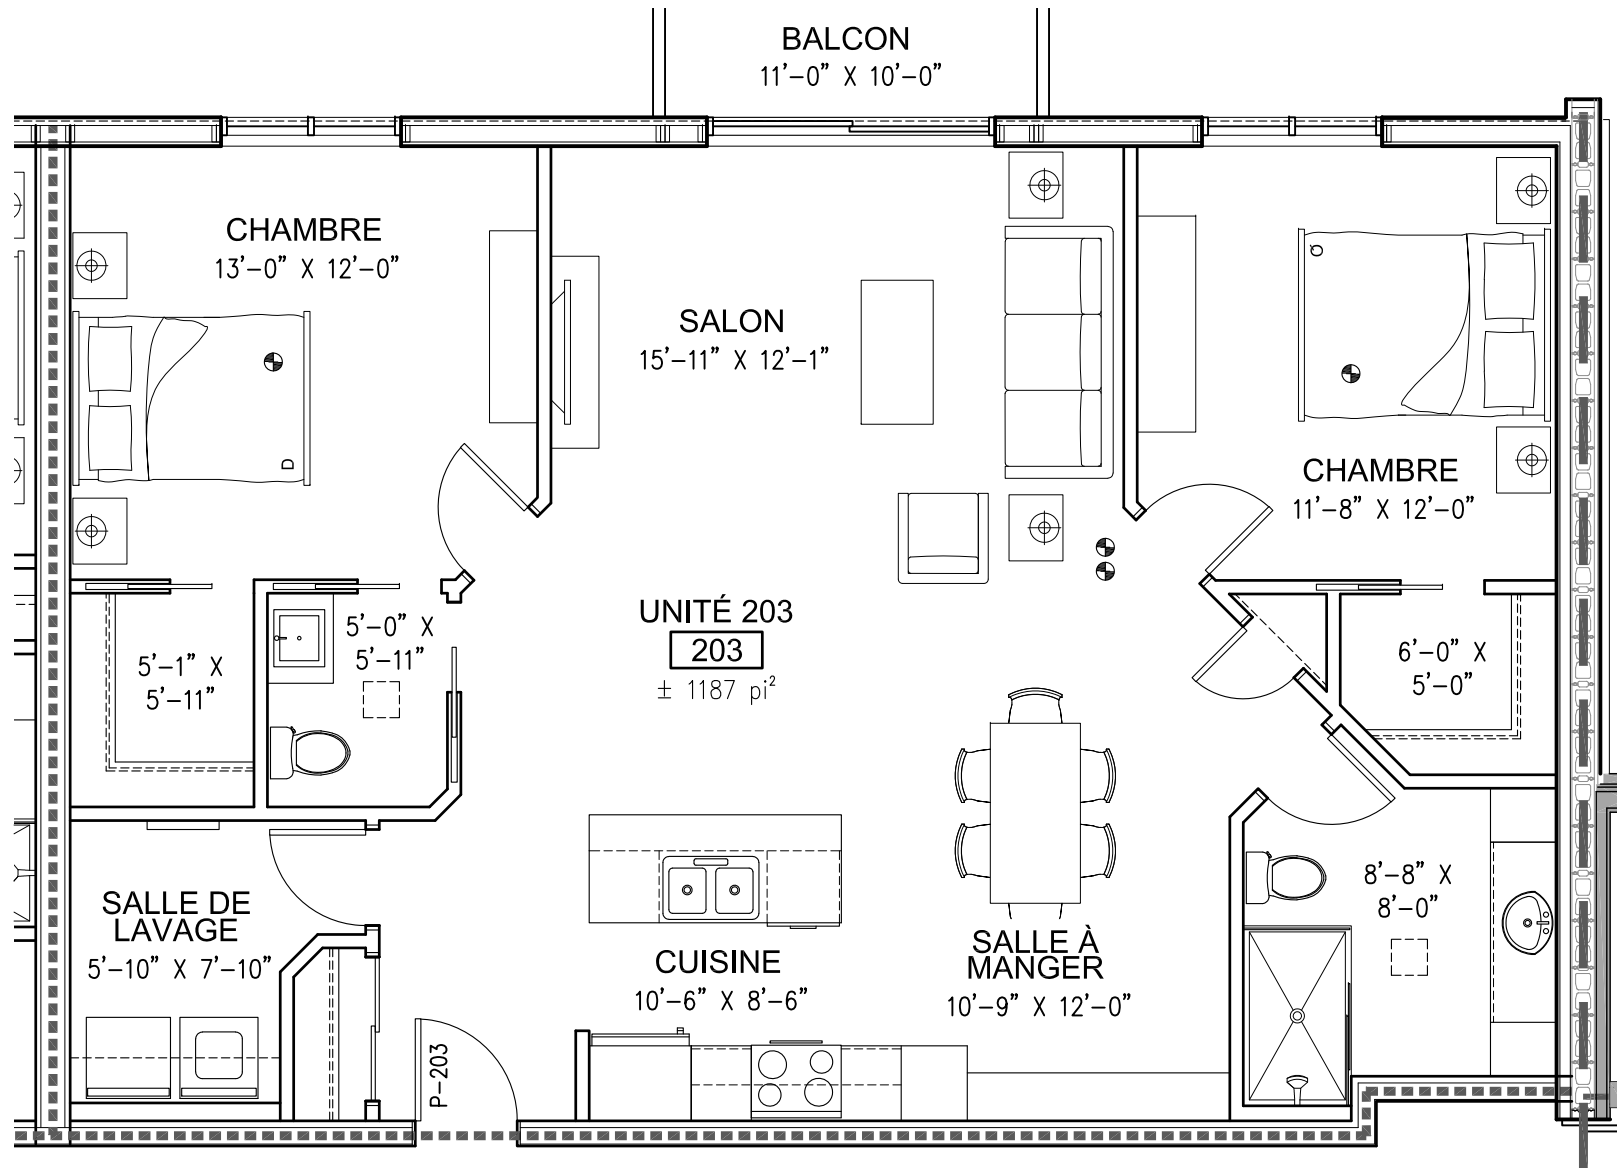 BALCON
11'-0" X 10'-0"
CHAMBRE
13'-0" X 12'-0"
SALON
15'-11" X 12'-1"
CHAMBRE
11'-8" X 12'-0"
UNITÉ 203
203
± 1187 pi²
5'-1" X
5'-11"
5'-0" X
5'-11"
6'-0" X
5'-0"
SALLE DE
LAVAGE
5'-10" X 7'-10"
CUISINE
10'-6" X 8'-6"
SALLE À
MANGER
10'-9" X 12'-0"
8'-8" X
8'-0"
P-203
D